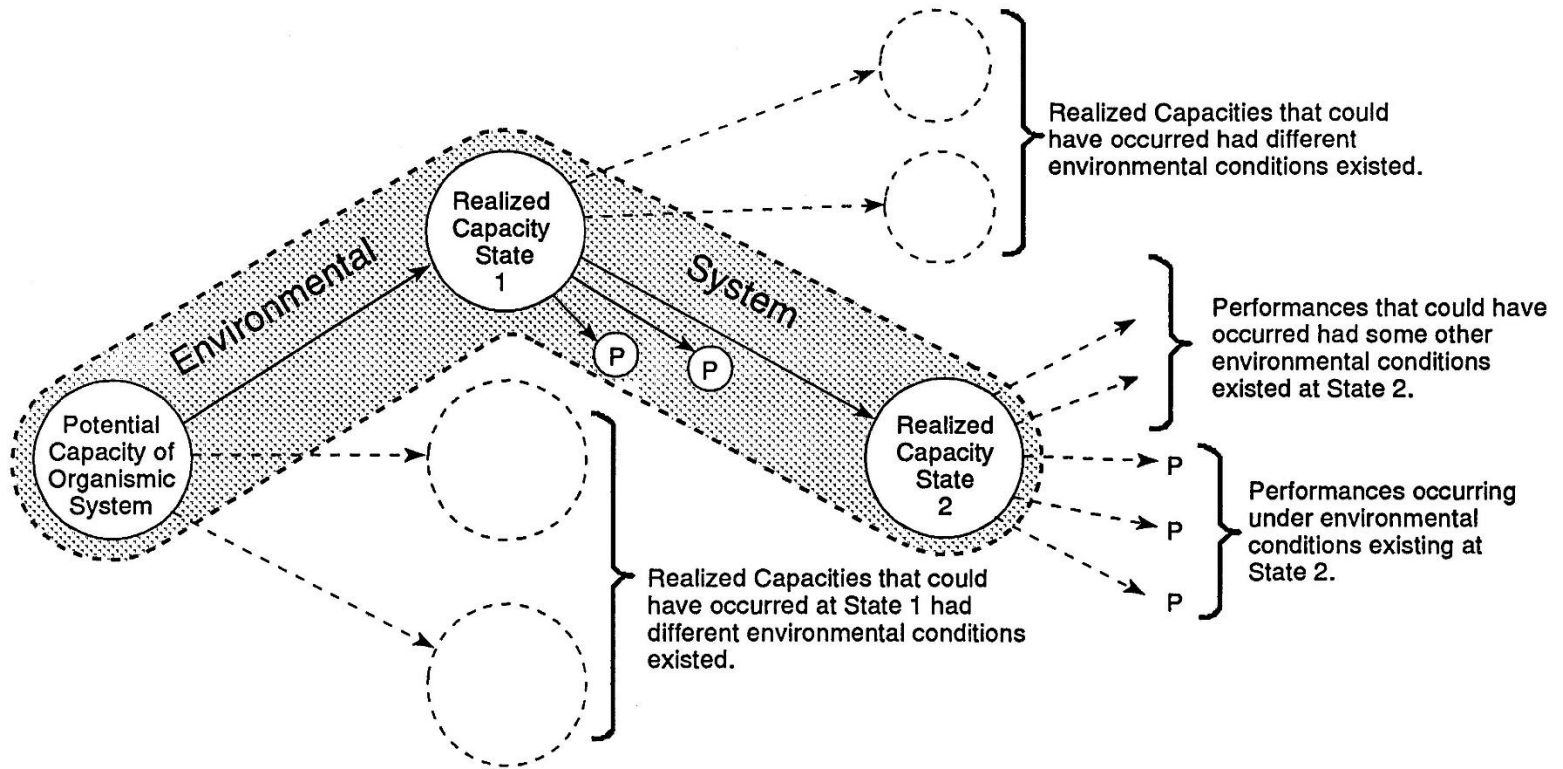 Realized Capacities that could
have occurred had different
environmental conditions existed.
Realized
Capacity
State
1
Environmental
System
P
P
Performances that could have
occurred had some other
environmental conditions
existed at State 2.
Potential
Capacity of
Organismic
System
Realized
Capacity
State
2
P
P
P
Performances occurring
under environmental
conditions existing at
State 2.
Realized Capacities that could
have occurred at State 1 had
different environmental conditions
existed.